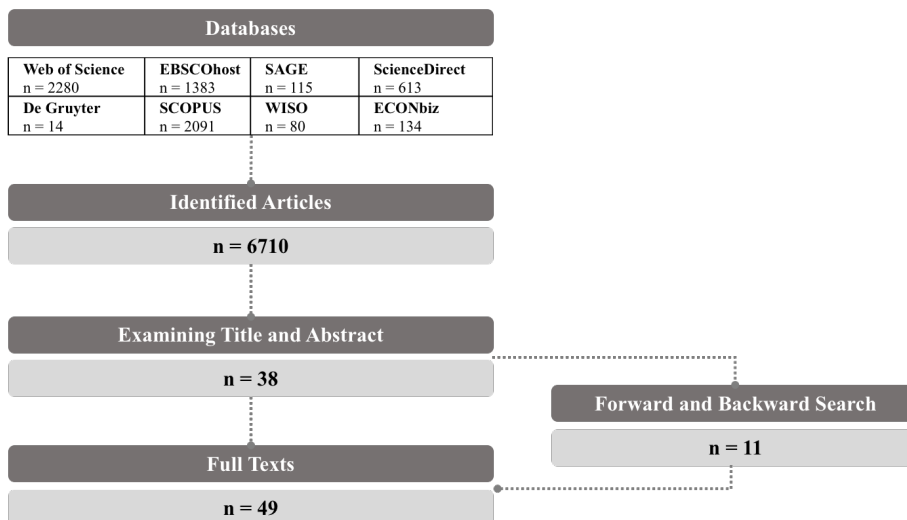 Databases
Web of Science EBSCOhost SAGE ScienceDirect
n = 2280 n = 1383 n = 115 n = 613
De Gruyter SCOPUS WISO ECONbiz
n = 14 n = 2091 n = 80 n = 134
Identified Articles
n = 6710
Examining Title and Abstract
n = 38
Forward and Backward Search
n = 11
Full Texts
n = 49